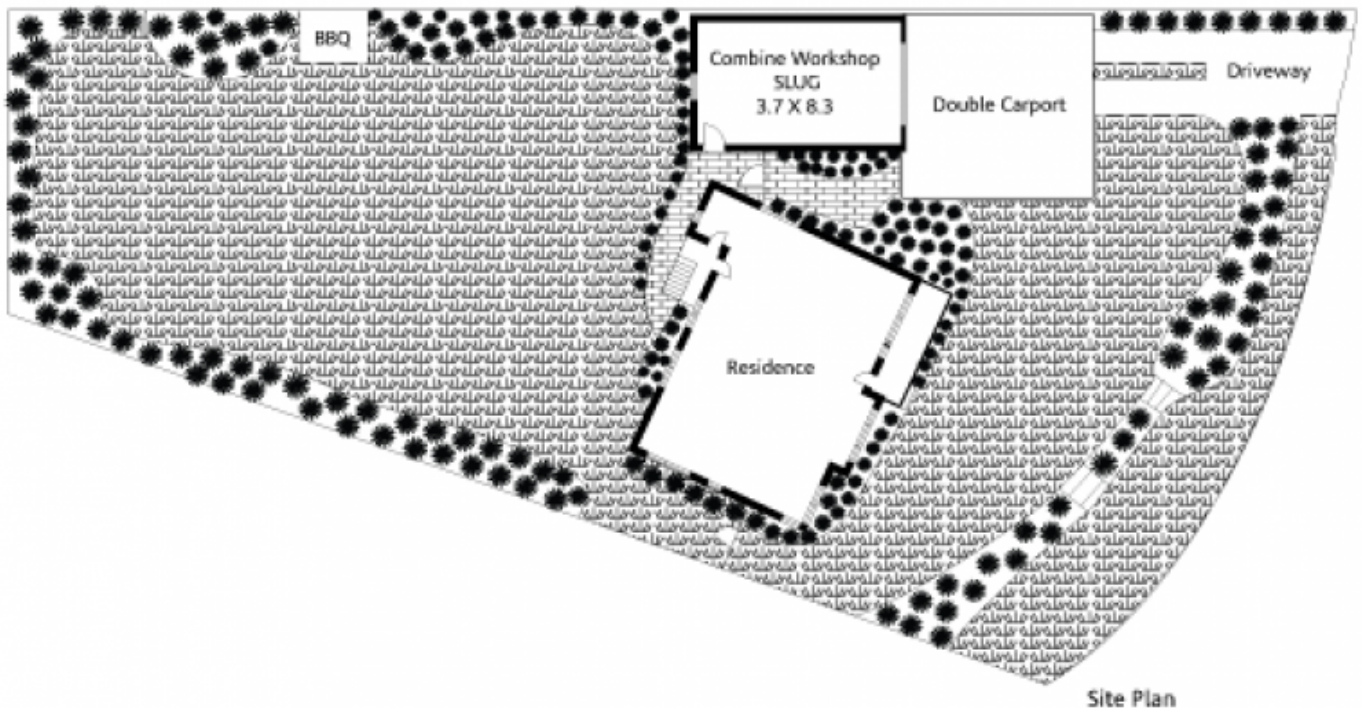 BBQ
Combine Workshop
SLUG
3.7 X 8.3
Double Carport
Driveway
Residence
Site Plan